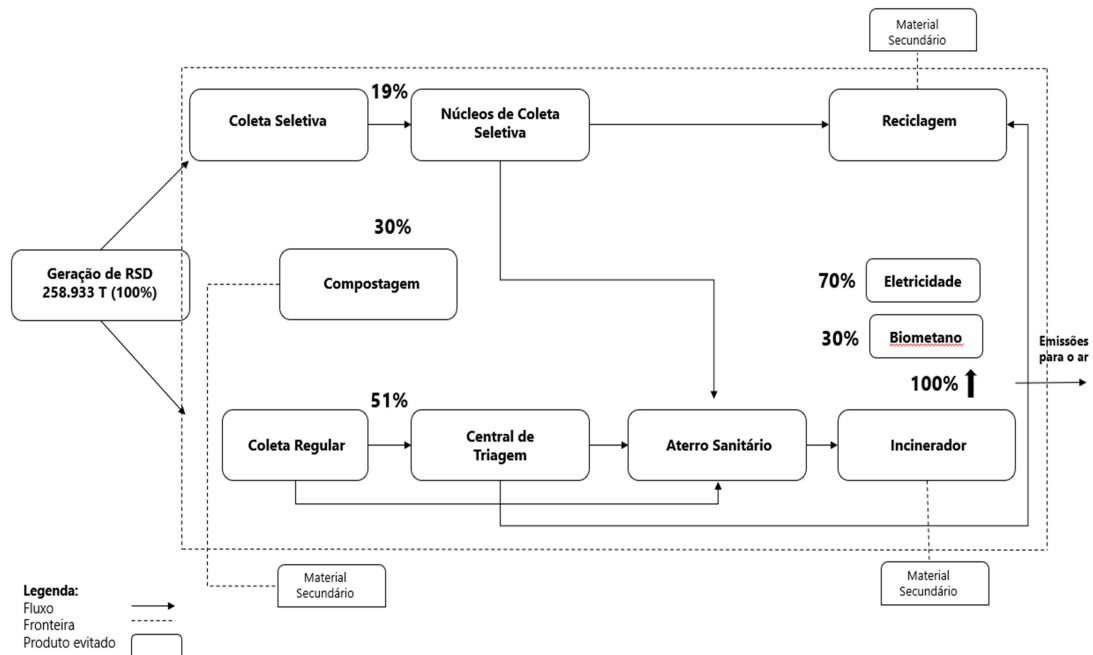 Material
Secundário
19%
Coleta Seletiva
Núcleos de Coleta
Seletiva
Reciclagem
30%
Geração de RSD
258.933 T (100%)
Compostagem
70%
Eletricidade
30%
Biometano
Emissões
para o ar
100%
51%
Coleta Regular
Central de
Triagem
Aterro Sanitário
Incinerador
Material
Secundário
Material
Secundário
Legenda:
Fluxo
Fronteira
Produto evitado